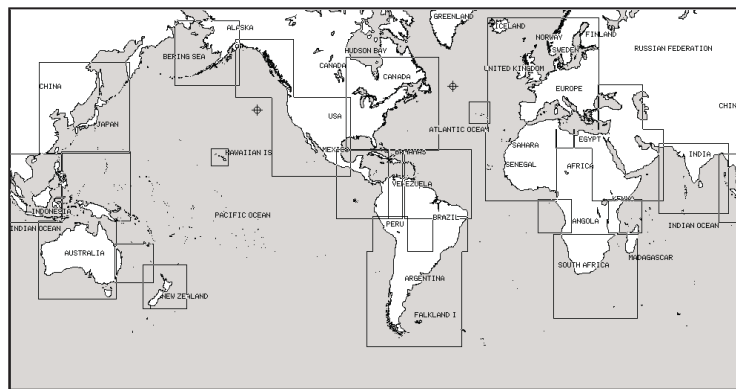 GREENLAND
ICELAND
ALASKA
NORWAY
FINLAND
HUDSON BAY
SWEDEN
RUSSIAN FEDERATION
BERING SEA
CANADA
UNITED KINGDOM
CANADA
CHINA
EUROPE
USA
CHIN
JAPAN
ATLANTIC OCEAN
EGYPT
SAHARA
MEXICO
HAWAIIAN IS
INDIA
SENEGAL
AFRICA
VENEZUELA
KENYA
INDONESIA
PACIFIC OCEAN
BRAZIL
ANGOLA
PERU
INDIAN OCEAN
INDIAN OCEAN
AUSTRALIA
MADAGASCAR
SOUTH AFRICA
ARGENTINA
NEW ZEALAND
FALKLAND I